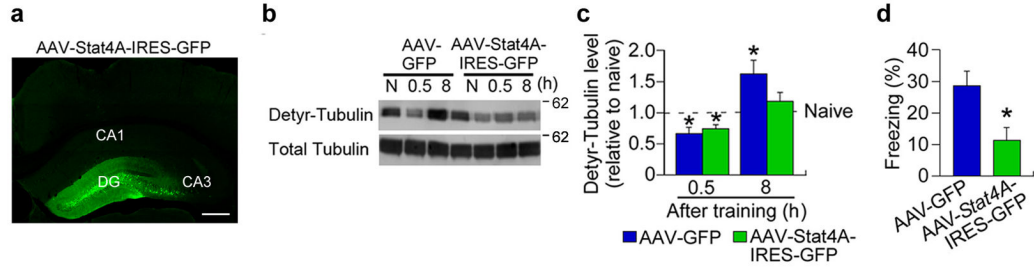 a
AAV-Stat4A-IRES-GFP
CA1
DG
CA3
b
AAV-
GFP
AAV-Stat4A-
IRES-GFP
N 0.5 8 N 0.5 8 (h)
Detyr-Tubulin
62
Total Tubulin
62
c
Detyr-Tubulin level
(relative to naive)
2.0
1.5
1.0
0.5
0
* * *
Naive
0.5 8
After training (h)
AAV-GFP
AAV-Stat4A-
IRES-GFP
d
Freezing (%)
40
30
20
10
0
*
AAV-GFP
AAV-Stat4A-
IRES-GFP